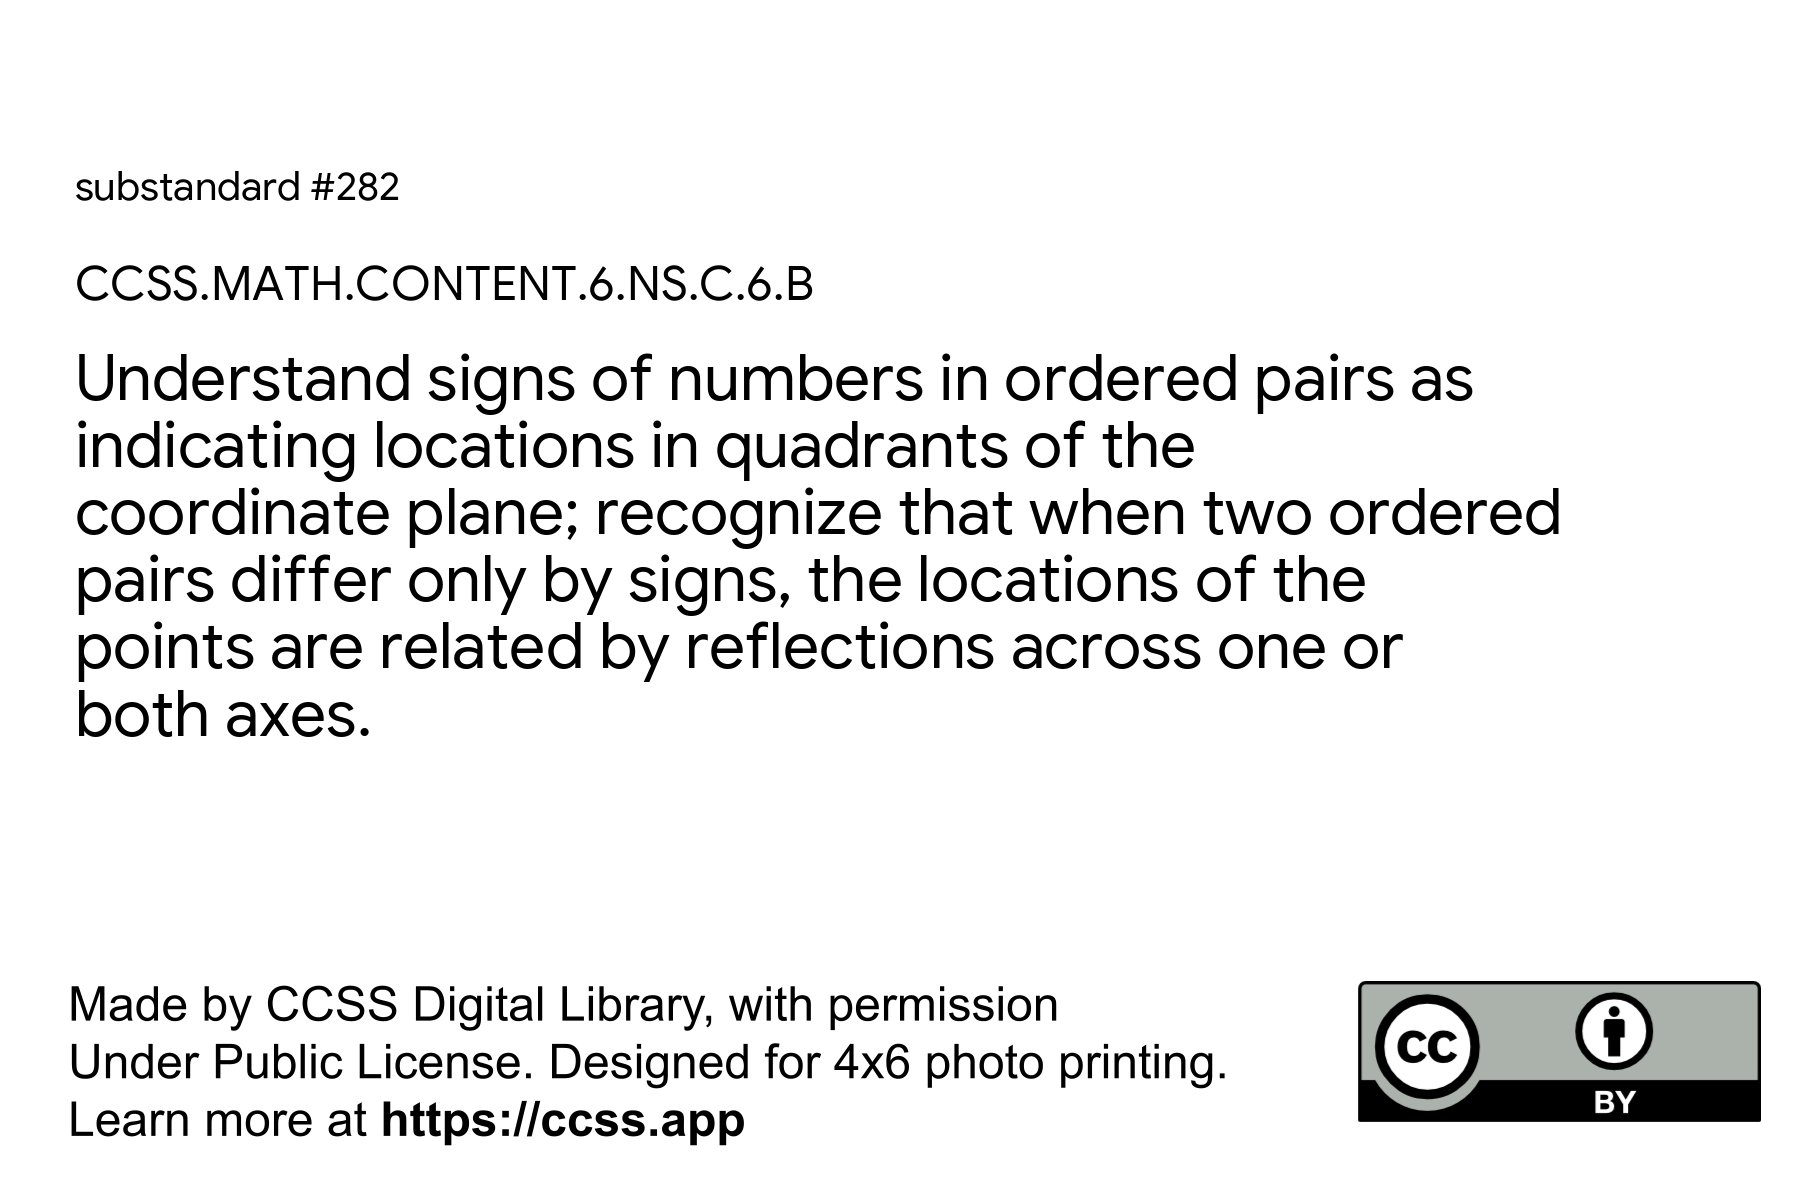 substandard #282
CCSS.MATH.CONTENT.6.NS.C.6.B
Understand signs of numbers in ordered pairs as
indicating locations in quadrants of the
coordinate plane; recognize that when two ordered
pairs differ only by signs, the locations of the
points are related by reflections across one or
both axes.
Made by CCSS Digital Library, with permission
Under Public License. Designed for 4x6 photo printing.
Learn more at https://ccss.app
CC
BY